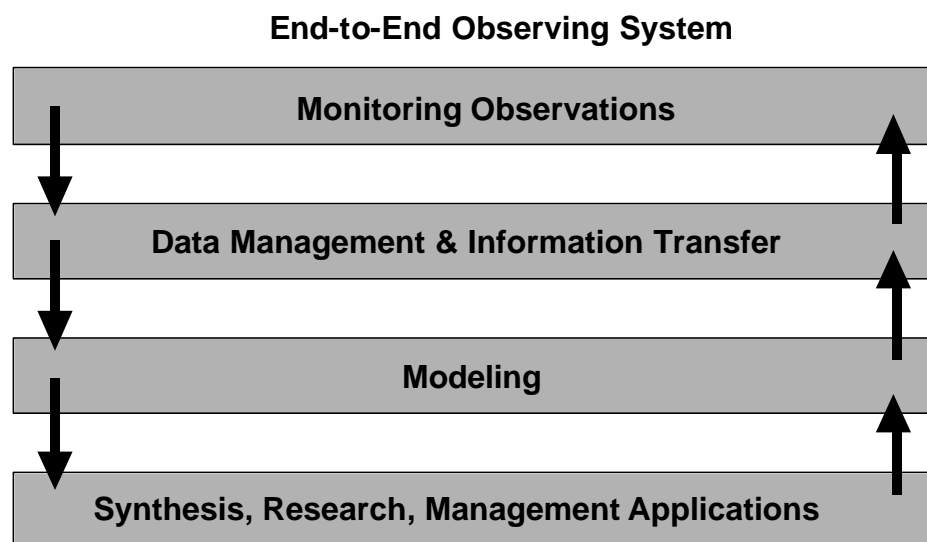 End-to-End Observing System
Monitoring Observations
Data Management & Information Transfer
Modeling
Synthesis, Research, Management Applications